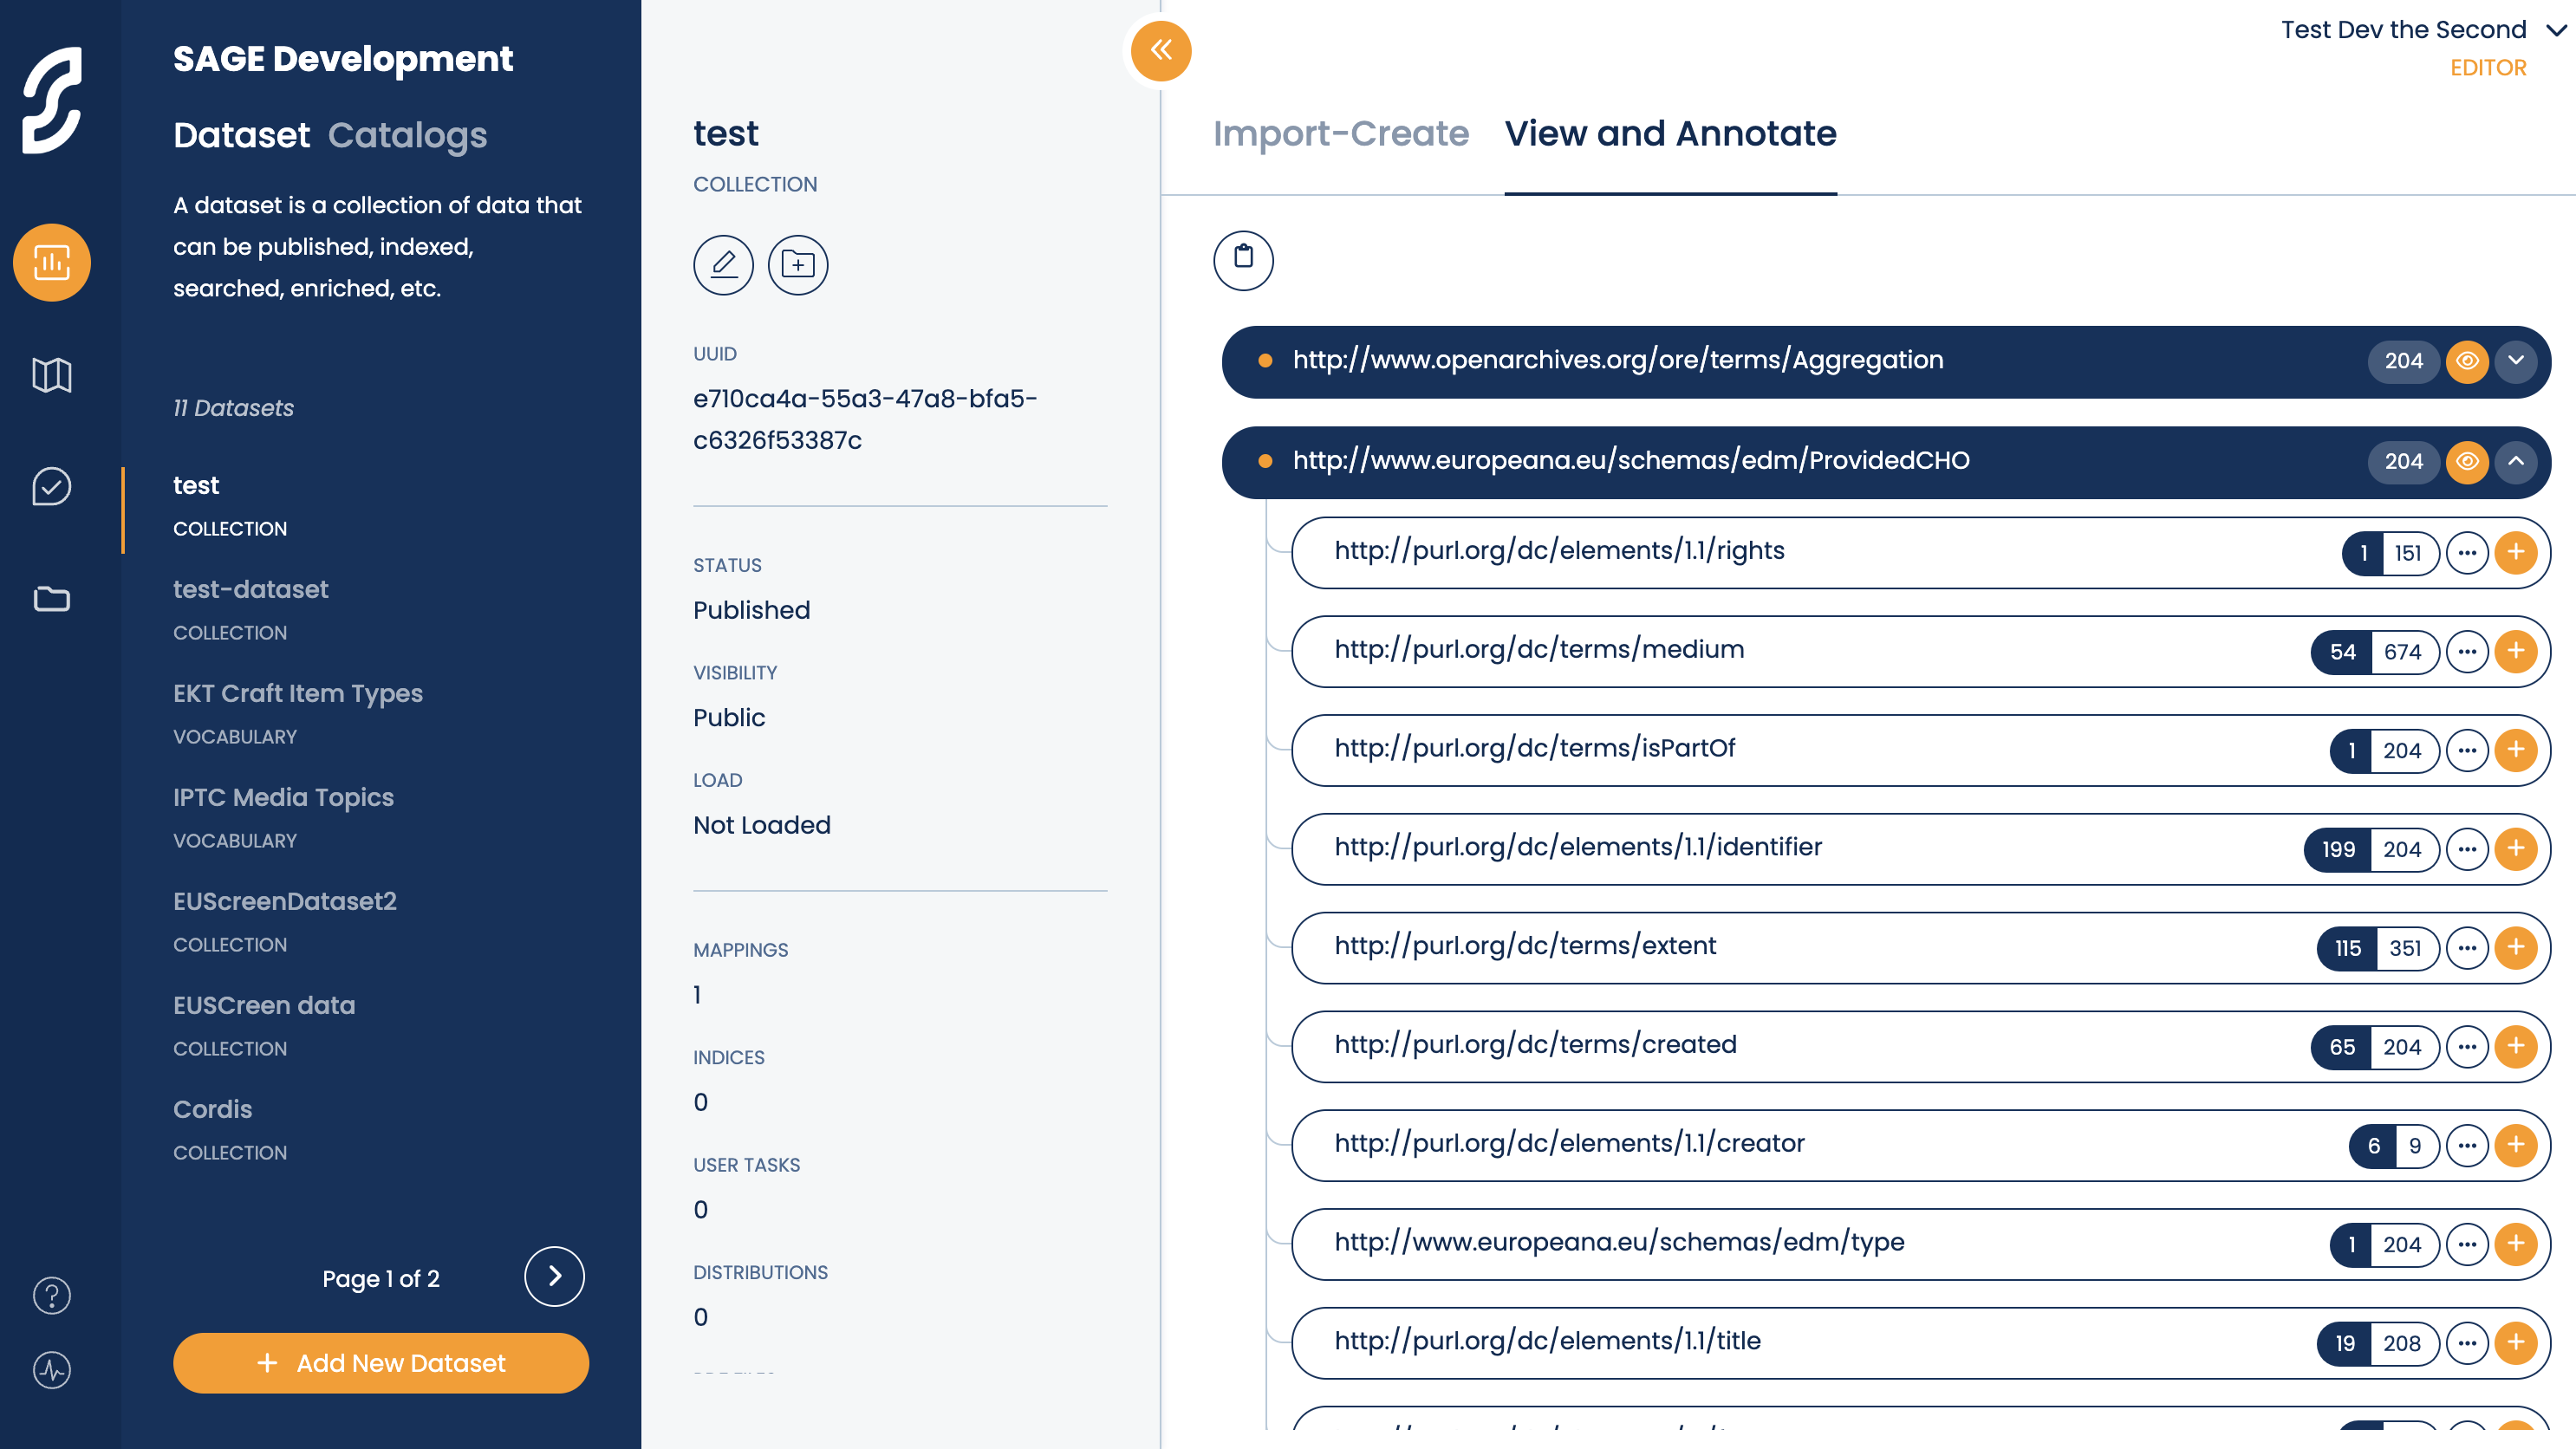 SAGE Development
Dataset Catalogs
A dataset is a collection of data that
can be published, indexed,
searched, enriched, etc.
11 Datasets
test
COLLECTION
test-dataset
COLLECTION
EKT Craft Item Types
VOCABULARY
IPTC Media Topics
VOCABULARY
EUScreenDataset2
COLLECTION
EUSCreen data
COLLECTION
Cordis
COLLECTION
Page 1 of 2
+ Add New Dataset
test
COLLECTION
UUID
e710ca4a-55a3-47a8-bfa5-
c6326f53387c
STATUS
Published
VISIBILITY
Public
LOAD
Not Loaded
MAPPINGS
1
INDICES
0
USER TASKS
0
DISTRIBUTIONS
0
Test Dev the Second
EDITOR
Import-Create View and Annotate
http://www.openarchives.org/ore/terms/Aggregation 204
http://www.europeana.eu/schemas/edm/ProvidedCHO 204
http://purl.org/dc/elements/1.1/rights 1 151
http://purl.org/dc/terms/medium 54 674
http://purl.org/dc/terms/isPartOf 1 204
http://purl.org/dc/elements/1.1/identifier 199 204
http://purl.org/dc/terms/extent 115 351
http://purl.org/dc/terms/created 65 204
http://purl.org/dc/elements/1.1/creator 6 9
http://www.europeana.eu/schemas/edm/type 1 204
http://purl.org/dc/elements/1.1/title 19 208